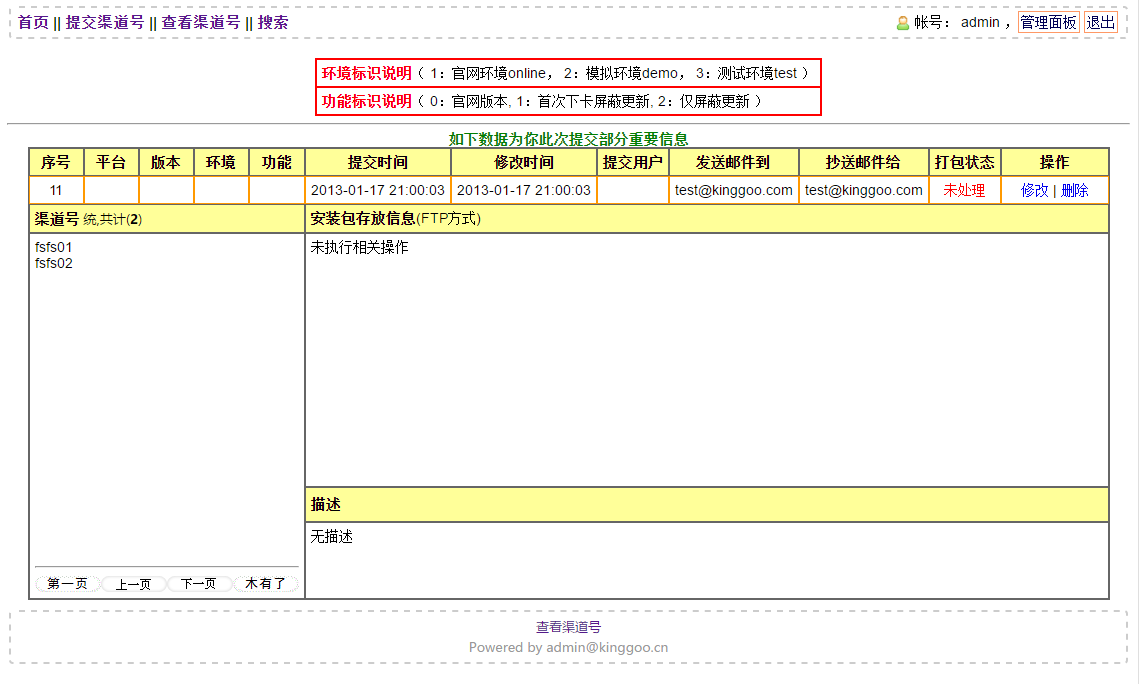 首页 || 提交渠道号 || 查看渠道号 || 搜索 帐号： admin ， 管理面板 退出
环境标识说明（ 1：官网环境online， 2：模拟环境demo， 3：测试环境test ）
功能标识说明（ 0：官网版本, 1：首次下卡屏蔽更新, 2：仅屏蔽更新 ）
如下数据为你此次提交部分重要信息
序号 平台 版本 环境 功能 提交时间 修改时间 提交用户 发送邮件到 抄送邮件给 打包状态 操作
11 2013-01-17 21:00:03 2013-01-17 21:00:03 test@kinggoo.com test@kinggoo.com 未处理 修改 | 删除
渠道号 统,共计(2) 安装包存放信息(FTP方式)
fsfs01 未执行相关操作
fsfs02
描述
无描述
第一页 上一页 下一页 木有了
查看渠道号
Powered by admin@kinggoo.cn